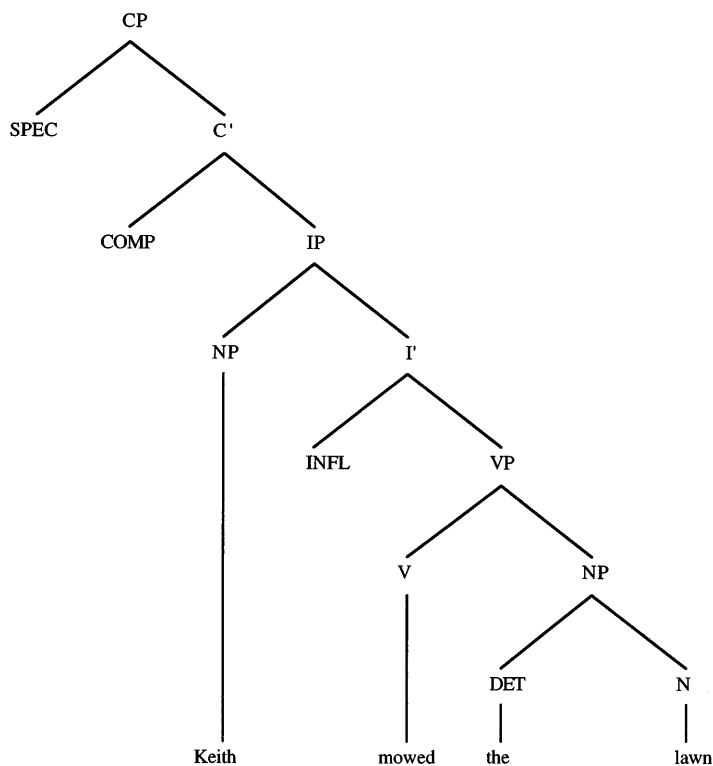 CP
SPEC C'
COMP IP
NP I'
INFL VP
V NP
DET N
Keith mowed the lawn